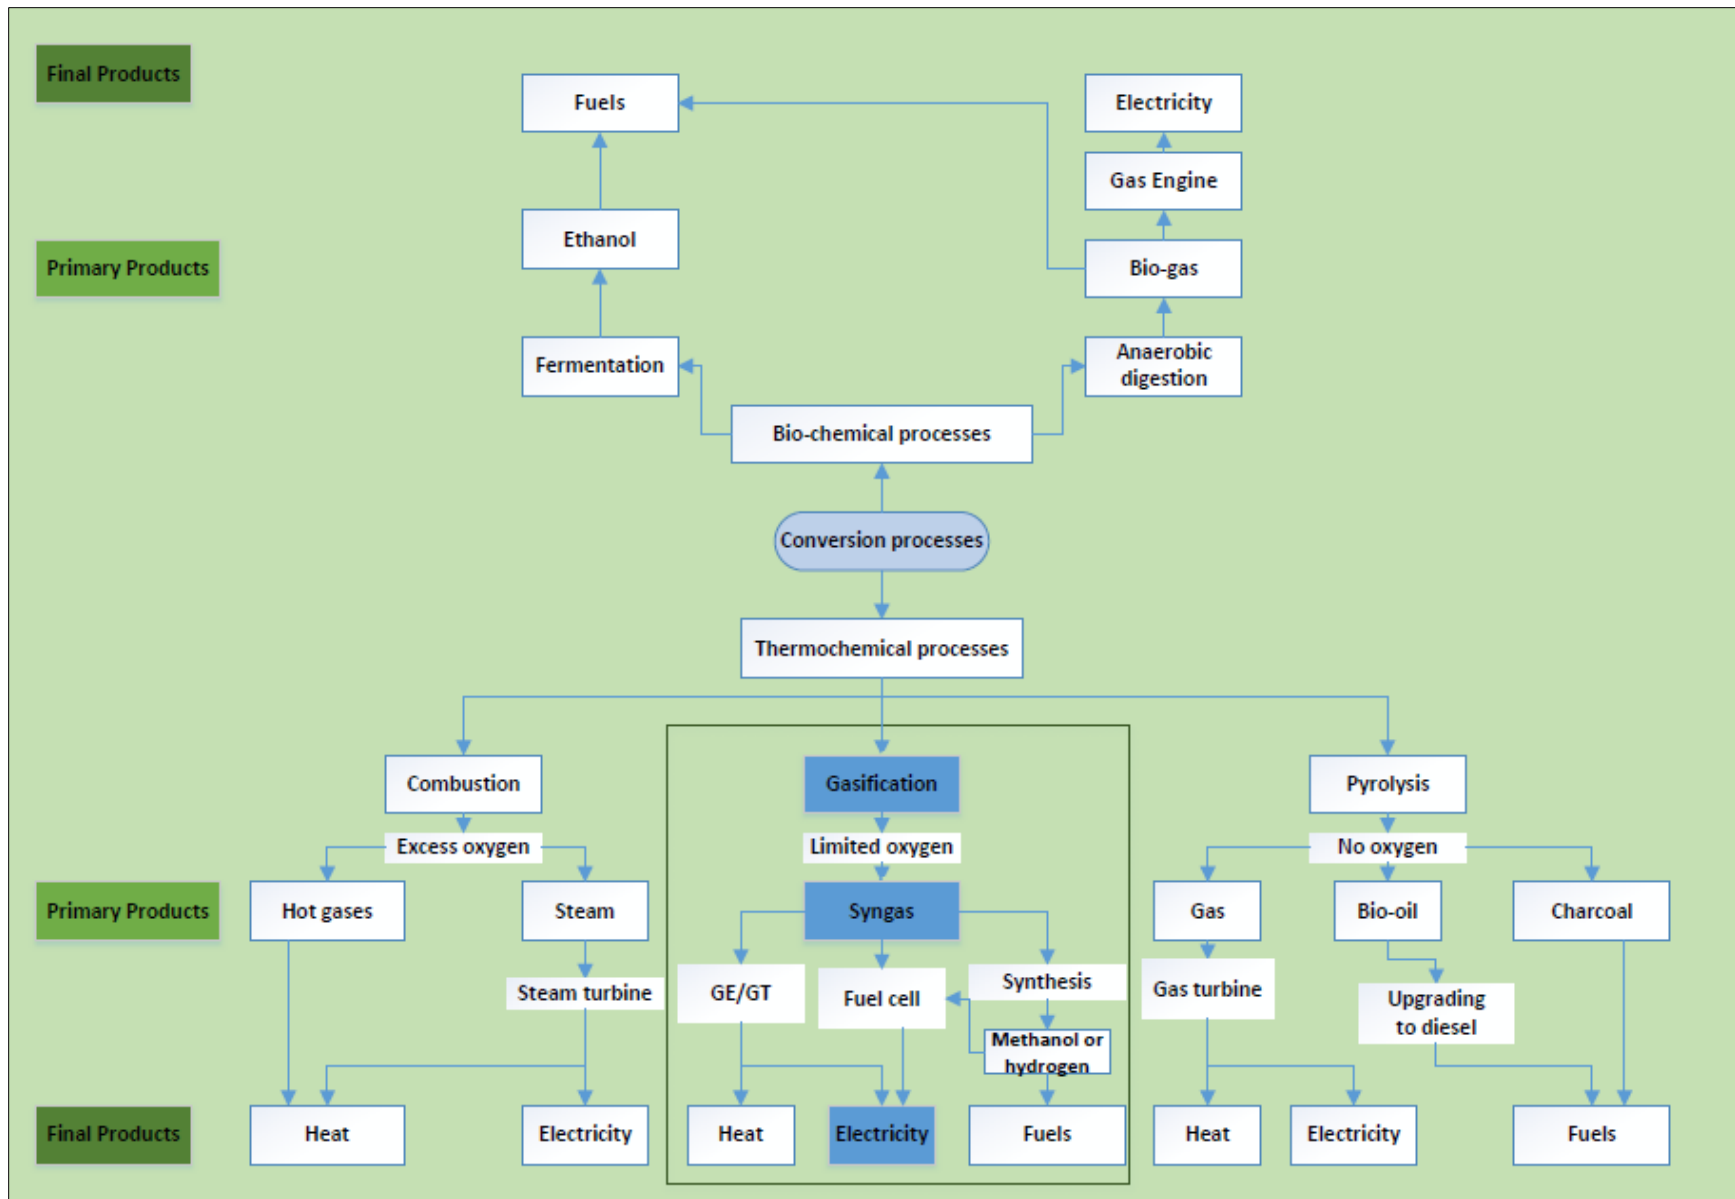 Final Products
Fuels
Electricity
Gas Engine
Ethanol
Primary Products
Bio-gas
Fermentation
Anaerobic
digestion
Bio-chemical processes
Conversion processes
Thermochemical processes
Combustion
Gasification
Pyrolysis
Excess oxygen
Limited oxygen
No oxygen
Primary Products
Hot gases
Steam
Syngas
Gas
Bio-oil
Charcoal
Steam turbine
GE/GT
Fuel cell
Synthesis
Gas turbine
Upgrading
to diesel
Methanol or
hydrogen
Final Products
Heat
Electricity
Heat
Electricity
Fuels
Heat
Electricity
Fuels